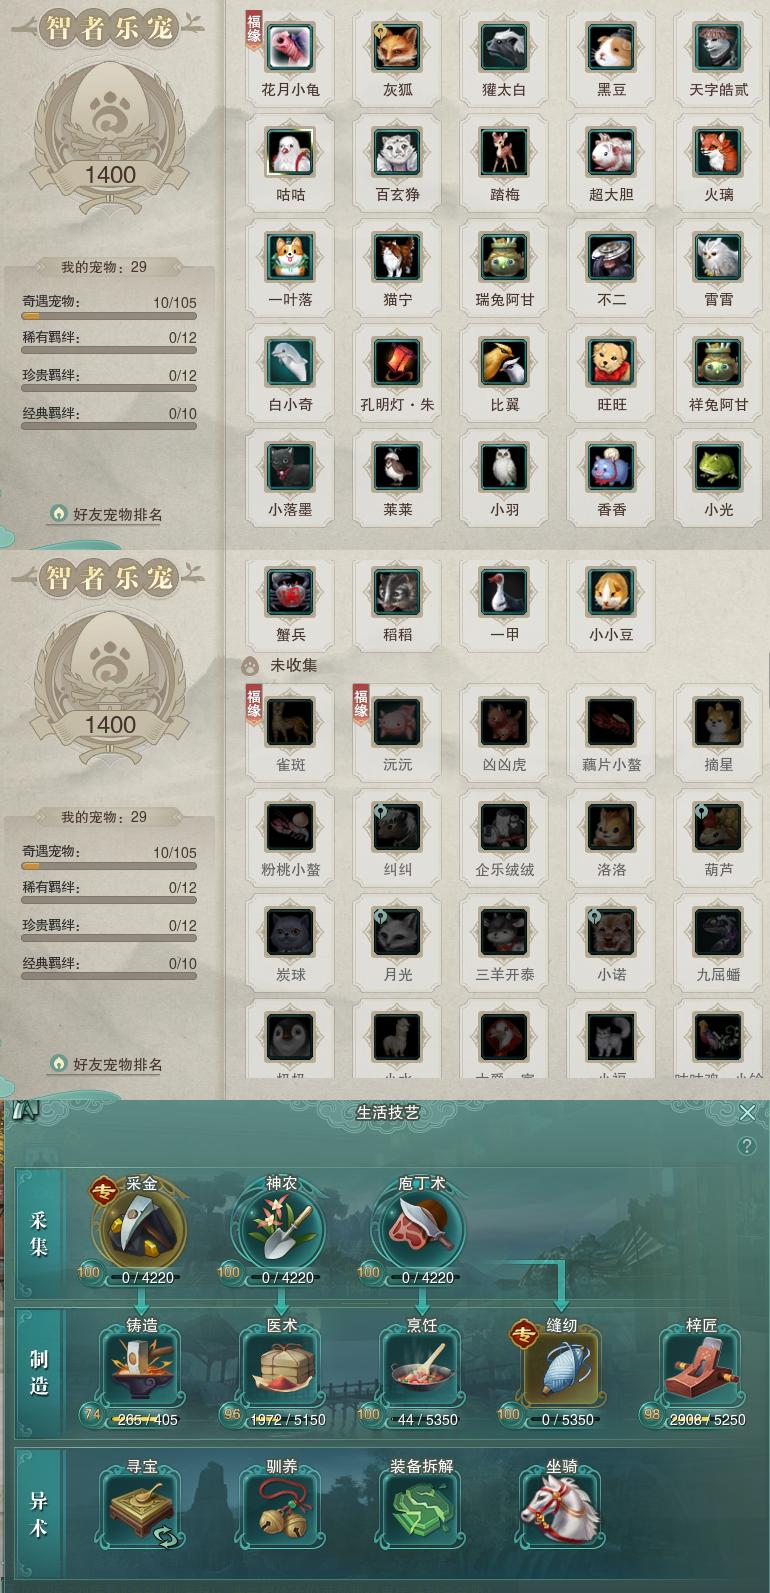 智者乐宠
1400
我的宠物：29
奇遇宠物： 10/105
稀有羁绊： 0/12
珍贵羁绊： 0/12
经典羁绊： 0/10
好友宠物排名
福缘
花月小龟 灰狐 獾太白 黑豆 天字皓贰
咕咕 百玄狰 踏梅 超大胆 火璃
一叶落 猫宁 瑞兔阿甘 不二 霄霄
白小奇 孔明灯·朱 比翼 旺旺 祥兔阿甘
小落墨 莱莱 小羽 香香 小光
智者乐宠
1400
我的宠物：29
奇遇宠物： 10/105
稀有羁绊： 0/12
珍贵羁绊： 0/12
经典羁绊： 0/10
好友宠物排名
蟹兵 稻稻 一甲 小小豆
未收集
福缘 福缘
雀斑 沅沅 凶凶虎 藕片小螯 摘星
粉桃小螯 纠纠 企乐绒绒 洛洛 葫芦
炭球 月光 三羊开泰 小诺 九屈蟠
生活技艺
?
采集
专 采金 神农 庖丁术
100 0/4220 100 0/4220 100 0/4220
制造
铸造 医术 烹饪 专 缝纫 梓匠
74 265/405 96 1972/5150 100 44/5350 100 0/5350 98 2906/5250
异术
寻宝 驯养 装备拆解 坐骑